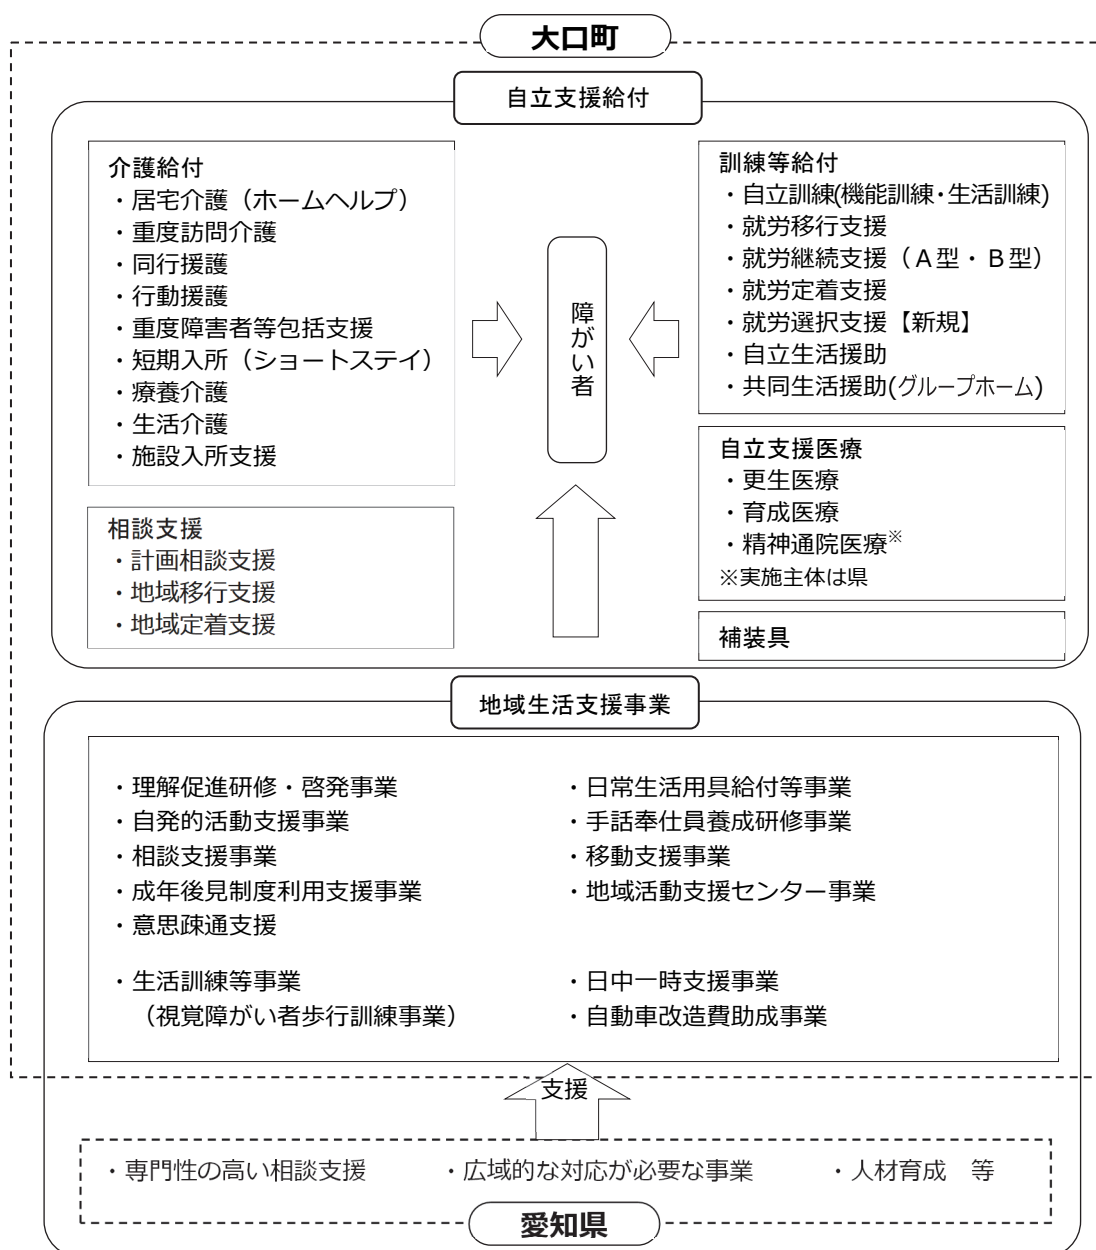 大口町
自立支援給付
介護給付
・居宅介護（ホームヘルプ）
・重度訪問介護
・同行援護
・行動援護
・重度障害者等包括支援
・短期入所（ショートステイ）
・療養介護
・生活介護
・施設入所支援
相談支援
・計画相談支援
・地域移行支援
・地域定着支援
障がい者
訓練等給付
・自立訓練(機能訓練・生活訓練)
・就労移行支援
・就労継続支援（Ａ型・Ｂ型）
・就労定着支援
・就労選択支援【新規】
・自立生活援助
・共同生活援助(グループホーム)
自立支援医療
・更生医療
・育成医療
・精神通院医療※
※実施主体は県
補装具
地域生活支援事業
・理解促進研修・啓発事業
・自発的活動支援事業
・相談支援事業
・成年後見制度利用支援事業
・意思疎通支援
・生活訓練等事業
（視覚障がい者歩行訓練事業）
・日常生活用具給付等事業
・手話奉仕員養成研修事業
・移動支援事業
・地域活動支援センター事業
・日中一時支援事業
・自動車改造費助成事業
支援
・専門性の高い相談支援
・広域的な対応が必要な事業
・人材育成　等
愛知県